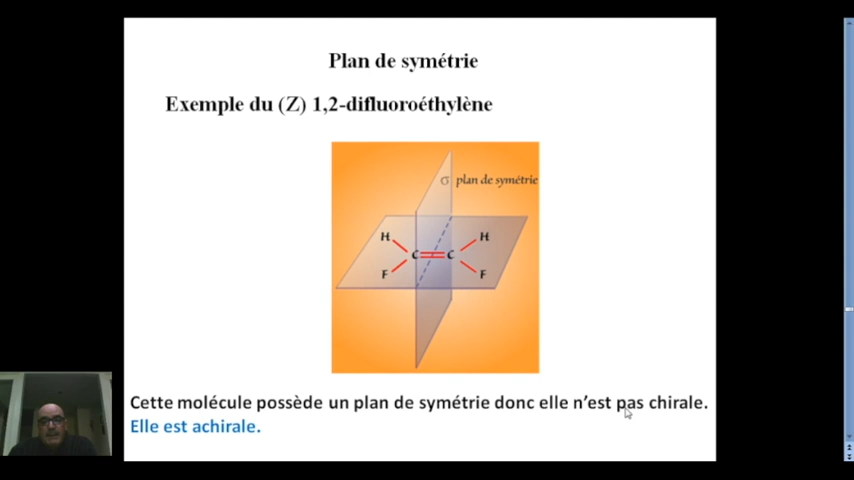 Plan de symétrie
Exemple du (Z) 1,2-difluoroéthylène
σ plan de symétrie
H H
C C
F F
Cette molécule possède un plan de symétrie donc elle n’est pas chirale.
Elle est achirale.